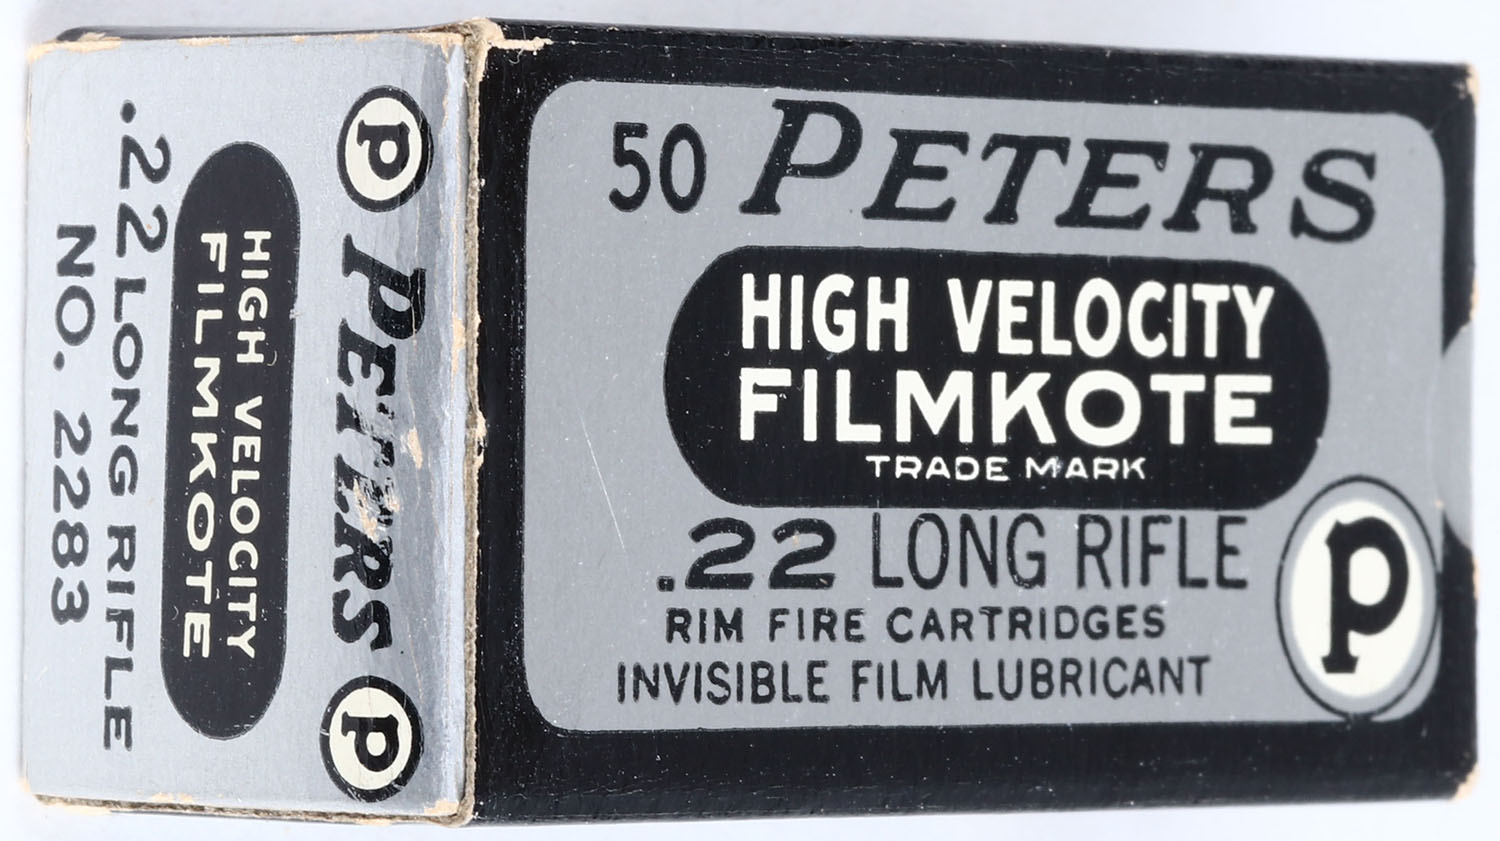 50 PETERS
HIGH VELOCITY
FILMKOTE
TRADE MARK
.22 LONG RIFLE
RIM FIRE CARTRIDGES
INVISIBLE FILM LUBRICANT
P
P PETERS P
HIGH VELOCITY
FILMKOTE
.22 LONG RIFLE
NO. 2283